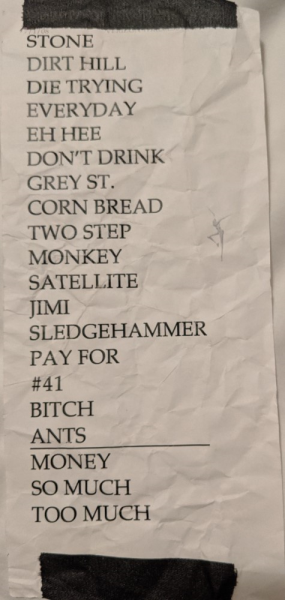 STONE
DIRT HILL
DIE TRYING
EVERYDAY
EH HEE
DON'T DRINK
GREY ST.
CORN BREAD
TWO STEP
MONKEY
SATELLITE
JIMI
SLEDGEHAMMER
PAY FOR
#41
BITCH
ANTS
MONEY
SO MUCH
TOO MUCH